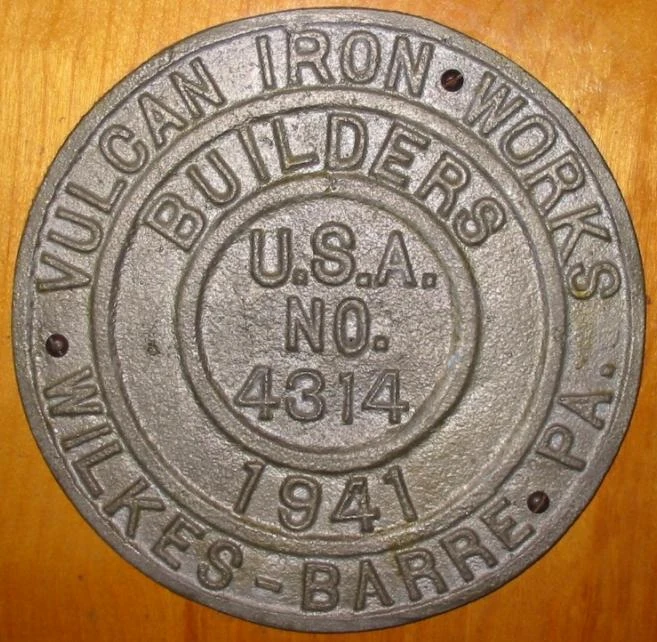 VULCAN IRON WORKS
BUILDERS
U.S.A.
NO.
4314
1941
WILKES-BARRE PA.